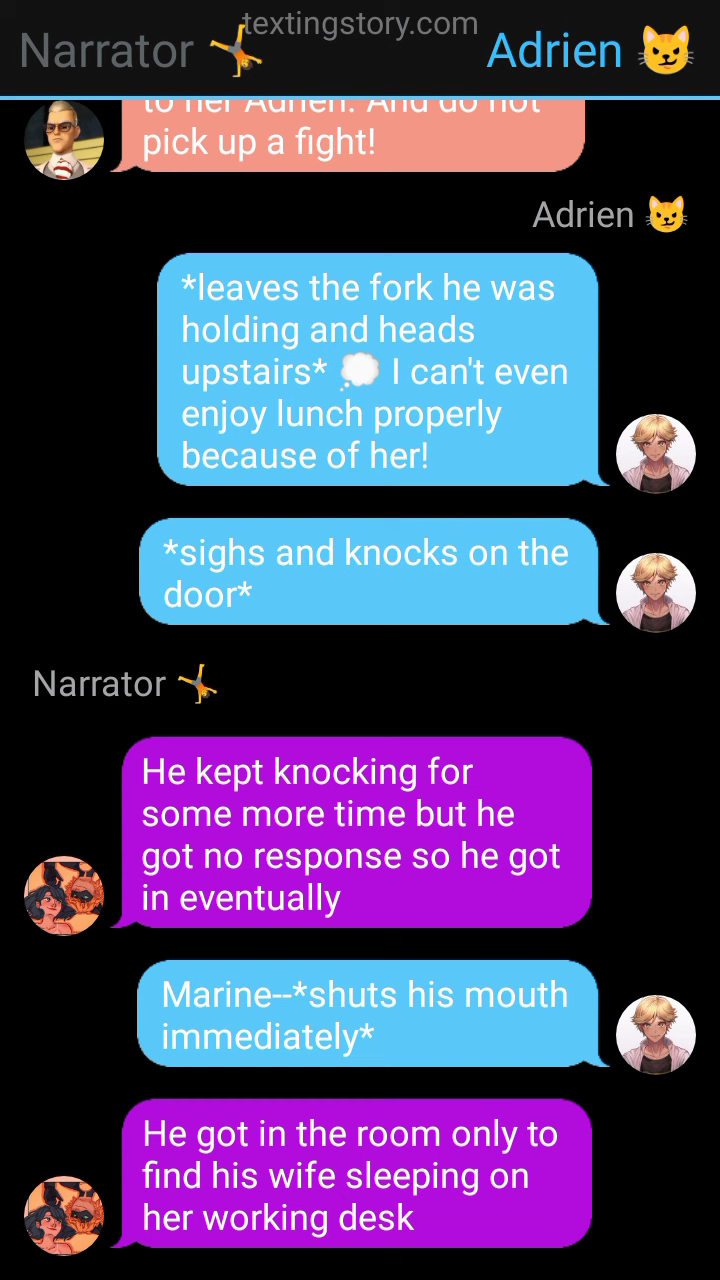 textingstory.com
Narrator 🤸 Adrien 😼
to her Adrien. And do not
pick up a fight!
Adrien 😼
*leaves the fork he was
holding and heads
upstairs* 💭 I can't even
enjoy lunch properly
because of her!
*sighs and knocks on the
door*
Narrator 🤸
He kept knocking for
some more time but he
got no response so he got
in eventually
Marine--*shuts his mouth
immediately*
He got in the room only to
find his wife sleeping on
her working desk